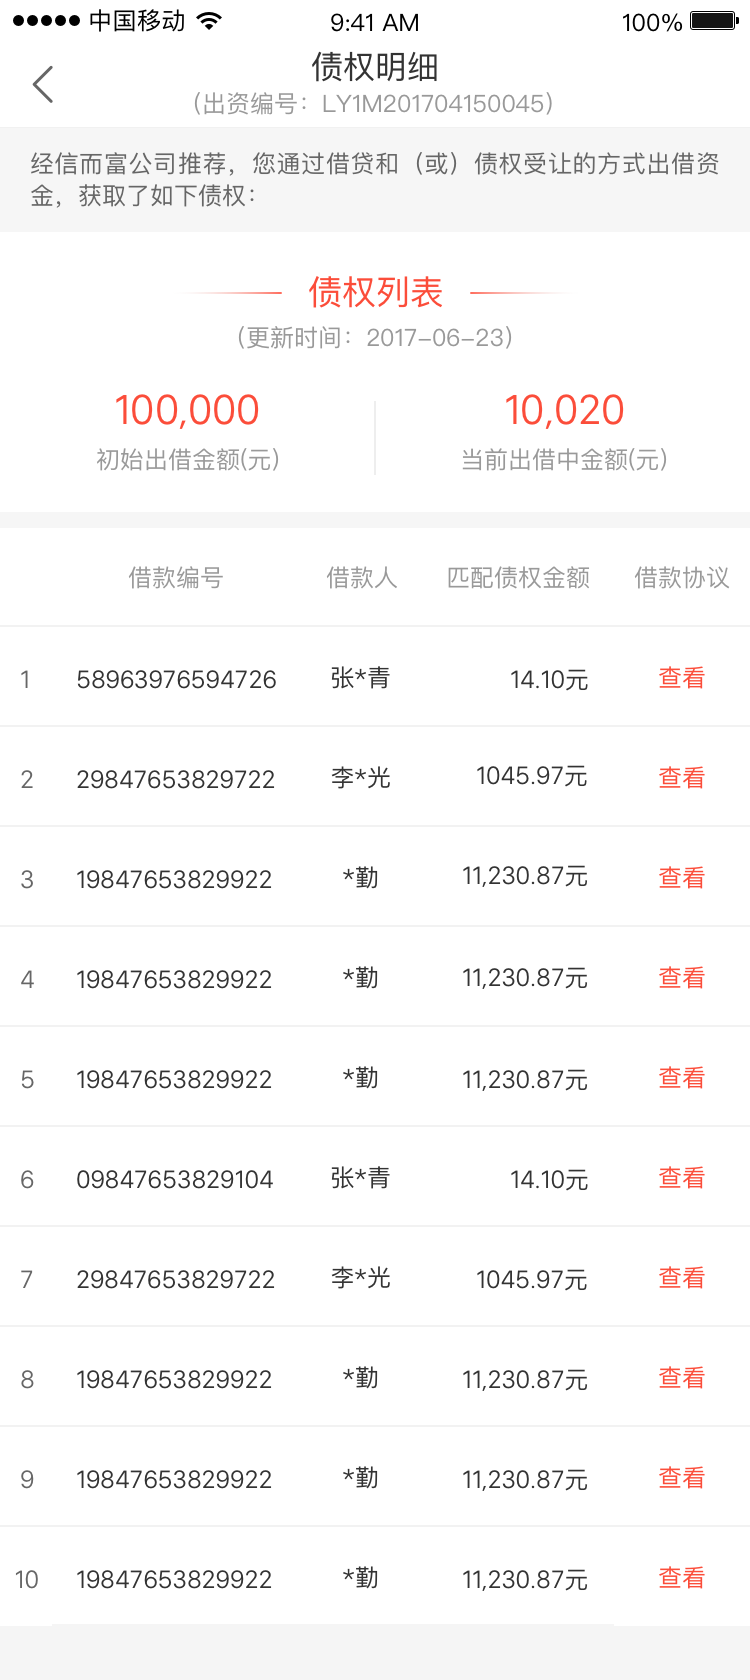 中国移动 9:41 AM 100%
债权明细
（出资编号：LY1M201704150045）
经信而富公司推荐，您通过借贷和（或）债权受让的方式出借资
金，获取了如下债权：
债权列表
（更新时间：2017-06-23）
100,000 10,020
初始出借金额(元) 当前出借中金额(元)
借款编号 借款人 匹配债权金额 借款协议
1 58963976594726 张*青 14.10元 查看
2 29847653829722 李*光 1045.97元 查看
3 19847653829922 *勤 11,230.87元 查看
4 19847653829922 *勤 11,230.87元 查看
5 19847653829922 *勤 11,230.87元 查看
6 09847653829104 张*青 14.10元 查看
7 29847653829722 李*光 1045.97元 查看
8 19847653829922 *勤 11,230.87元 查看
9 19847653829922 *勤 11,230.87元 查看
10 19847653829922 *勤 11,230.87元 查看